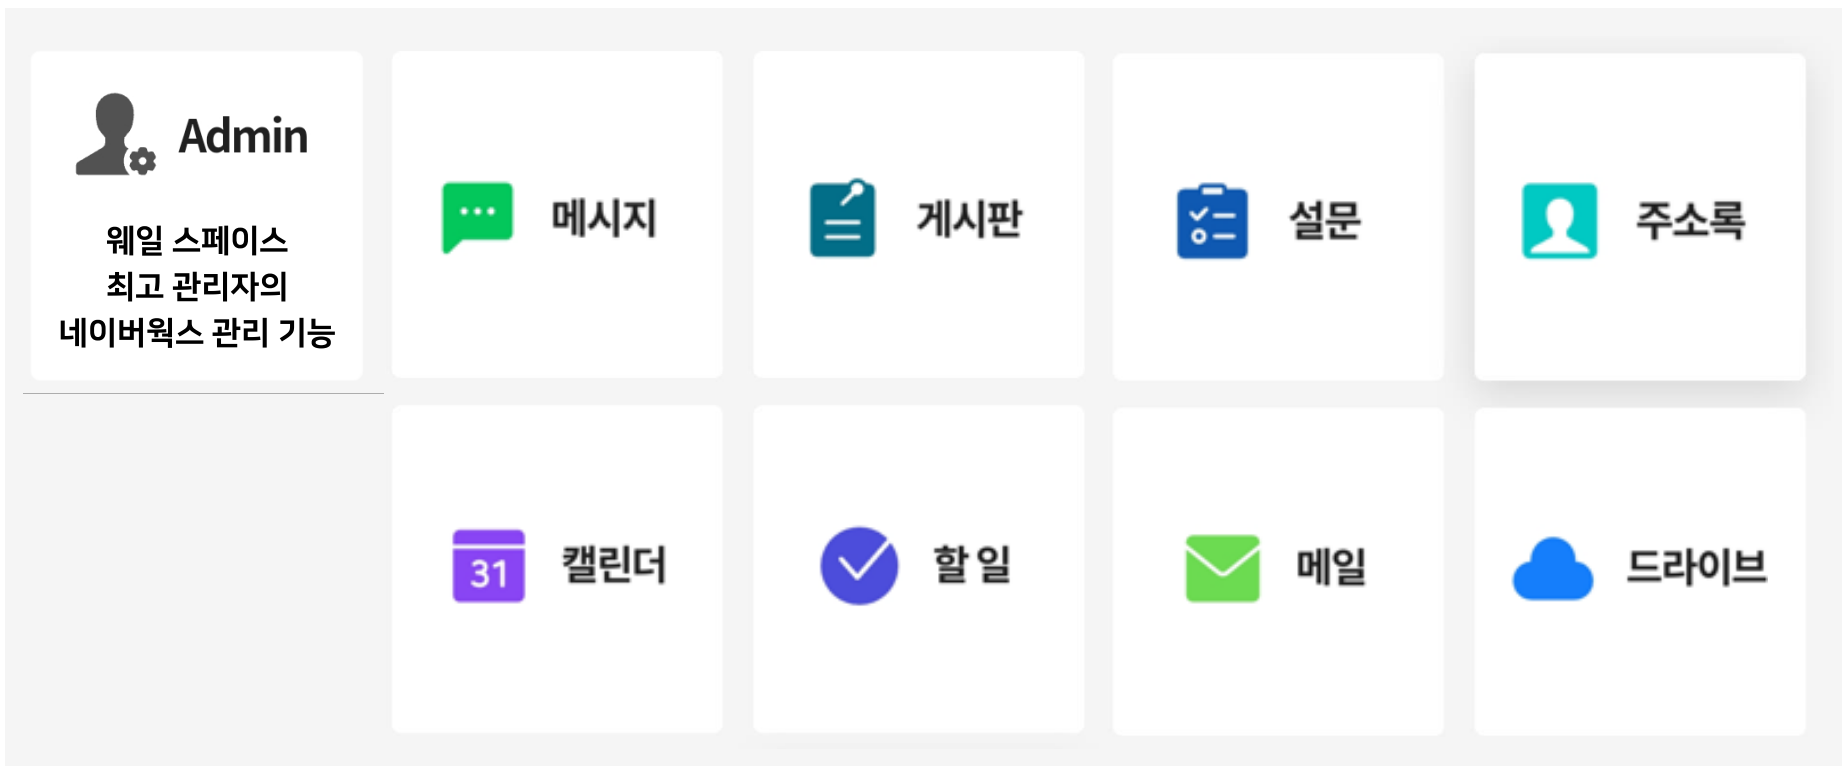 Admin
웨일 스페이스
최고 관리자의
네이버웍스 관리 기능
메시지
게시판
설문
주소록
31
캘린더
할 일
메일
드라이브